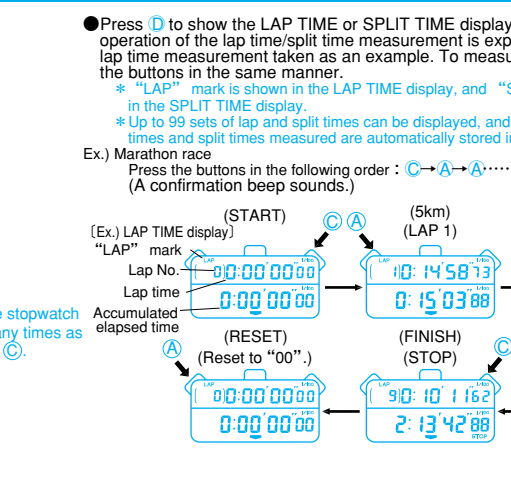 ●Press Ⓓ to show the LAP TIME or SPLIT TIME display
operation of the lap time/split time measurement is exp
lap time measurement taken as an example. To measu
the buttons in the same manner.
* “LAP” mark is shown in the LAP TIME display, and “S
in the SPLIT TIME display.
* Up to 99 sets of lap and split times can be displayed, and
times and split times measured are automatically stored i
Ex.) Marathon race
Press the buttons in the following order : Ⓒ→Ⓐ→Ⓐ‥‥‥
(A confirmation beep sounds.)
(START) Ⓒ Ⓐ (5km)
〔Ex.) LAP TIME display〕 (LAP 1)
“LAP” mark
LAP 1/100
Lap No. 0 0:00'00"00
Lap time
Accumulated elapsed time 0:00'00"00
LAP 1/100
1 0: 14'58"73
0: 15'03"88
e stopwatch
any times as
Ⓒ.
(RESET)
(Reset to “00”.)
Ⓐ
LAP 1/100
0 0:00'00"00
0:00'00"00
(FINISH)
(STOP)
Ⓒ
LAP 1/100
9 0: 10' 11"62
2: 13'42"88
STOP